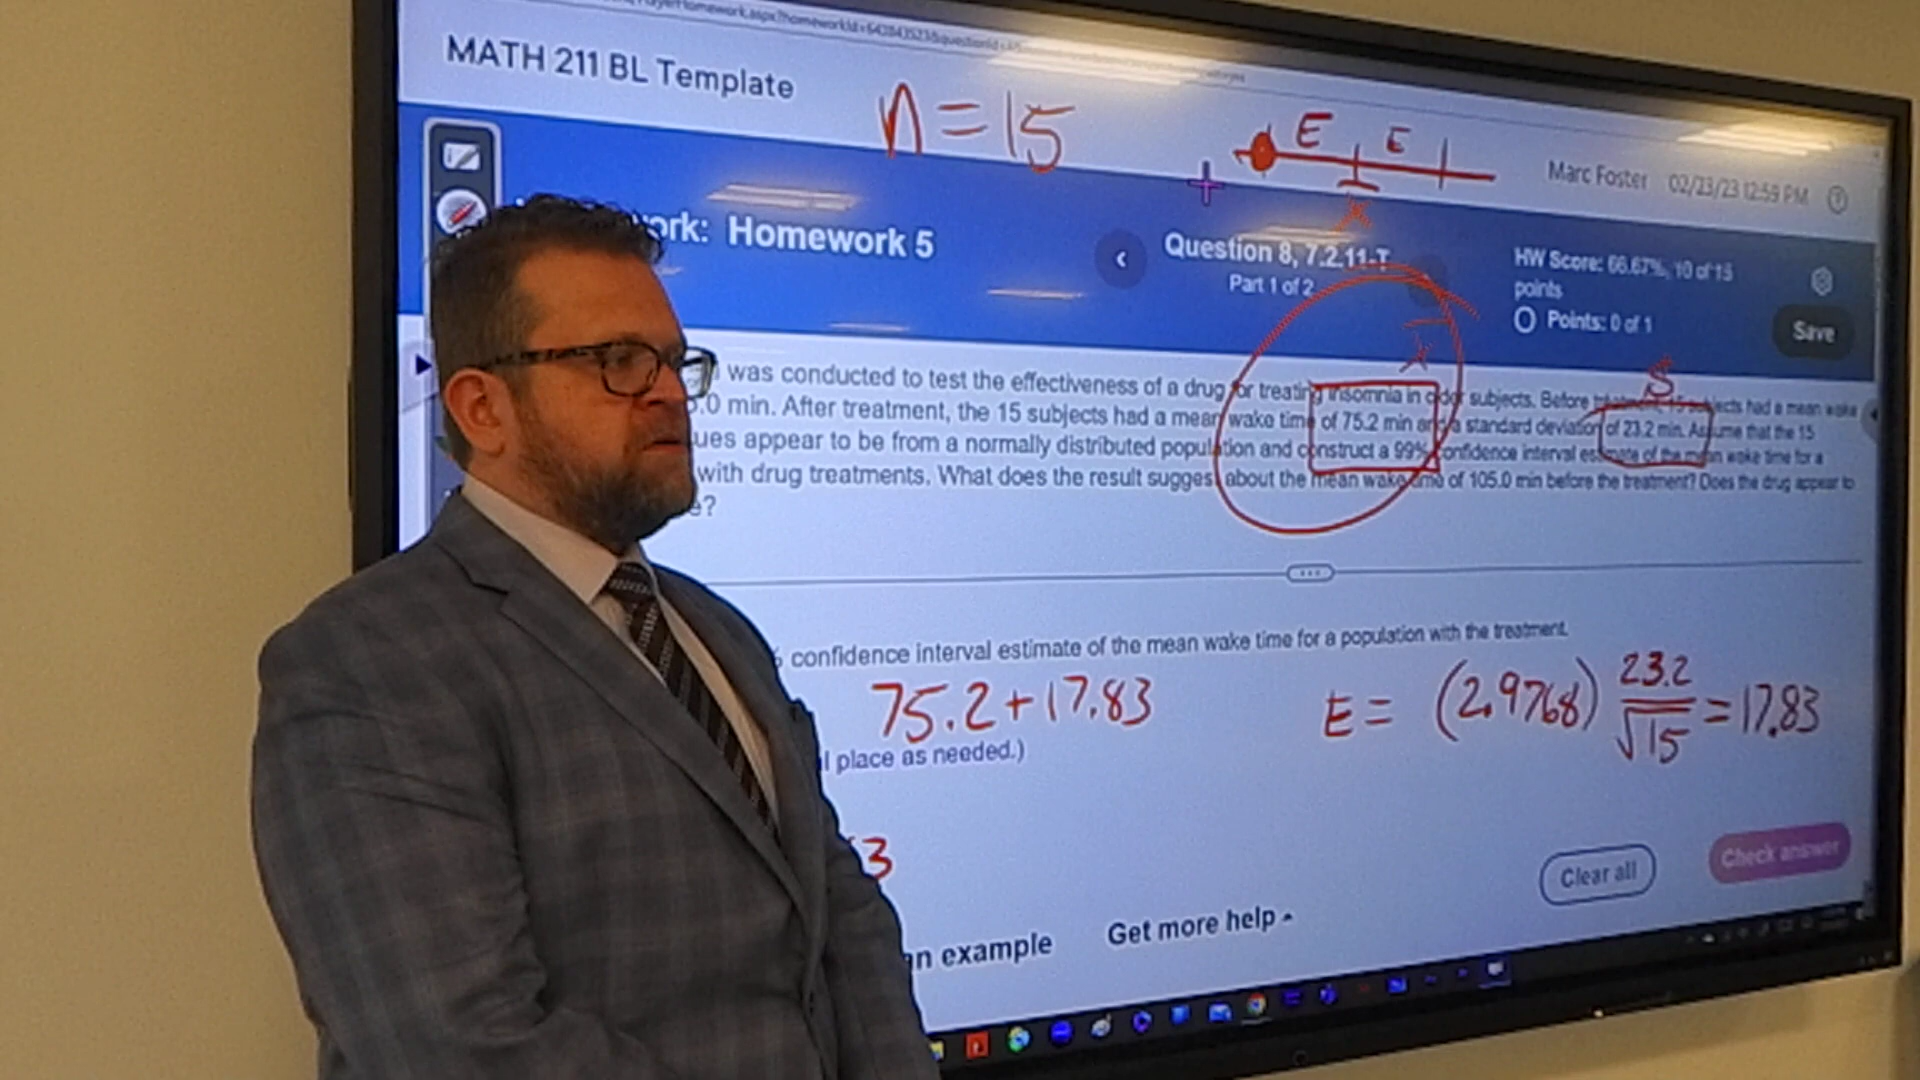 MATH 211 BL Template
n = 15
E E
x
Marc Foster 02/23/23 12:59 PM
ork: Homework 5
Question 8, 7.2.11-T
Part 1 of 2
HW Score: 66.67%, 10 of 15
points
Points: 0 of 1
Save
x̄
S
was conducted to test the effectiveness of a drug for treating insomnia in older subjects. Before treatment, 15 subjects had a mean wake
.0 min. After treatment, the 15 subjects had a mean wake time of 75.2 min and a standard deviation of 23.2 min. Assume that the 15
ues appear to be from a normally distributed population and construct a 99% confidence interval estimate of the mean wake time for a
with drug treatments. What does the result suggest about the mean wake time of 105.0 min before the treatment? Does the drug appear to
e?
% confidence interval estimate of the mean wake time for a population with the treatment.
75.2 + 17.83
E = (2.9768) 23.2/√15 = 17.83
l place as needed.)
3
Clear all
Check answer
an example
Get more help